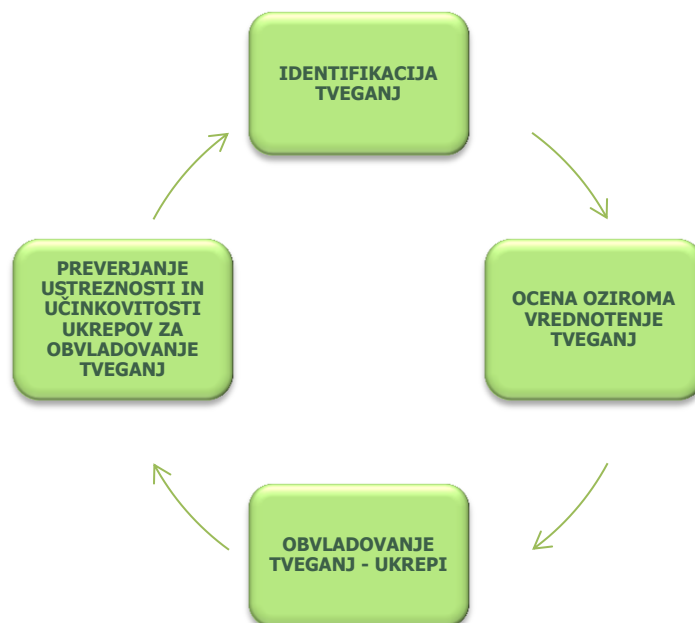 IDENTIFIKACIJA
TVEGANJ
OCENA OZIROMA
VREDNOTENJE
TVEGANJ
OBVLADOVANJE
TVEGANJ - UKREPI
PREVERJANJE
USTREZNOSTI IN
UČINKOVITOSTI
UKREPOV ZA
OBVLADOVANJE
TVEGANJ